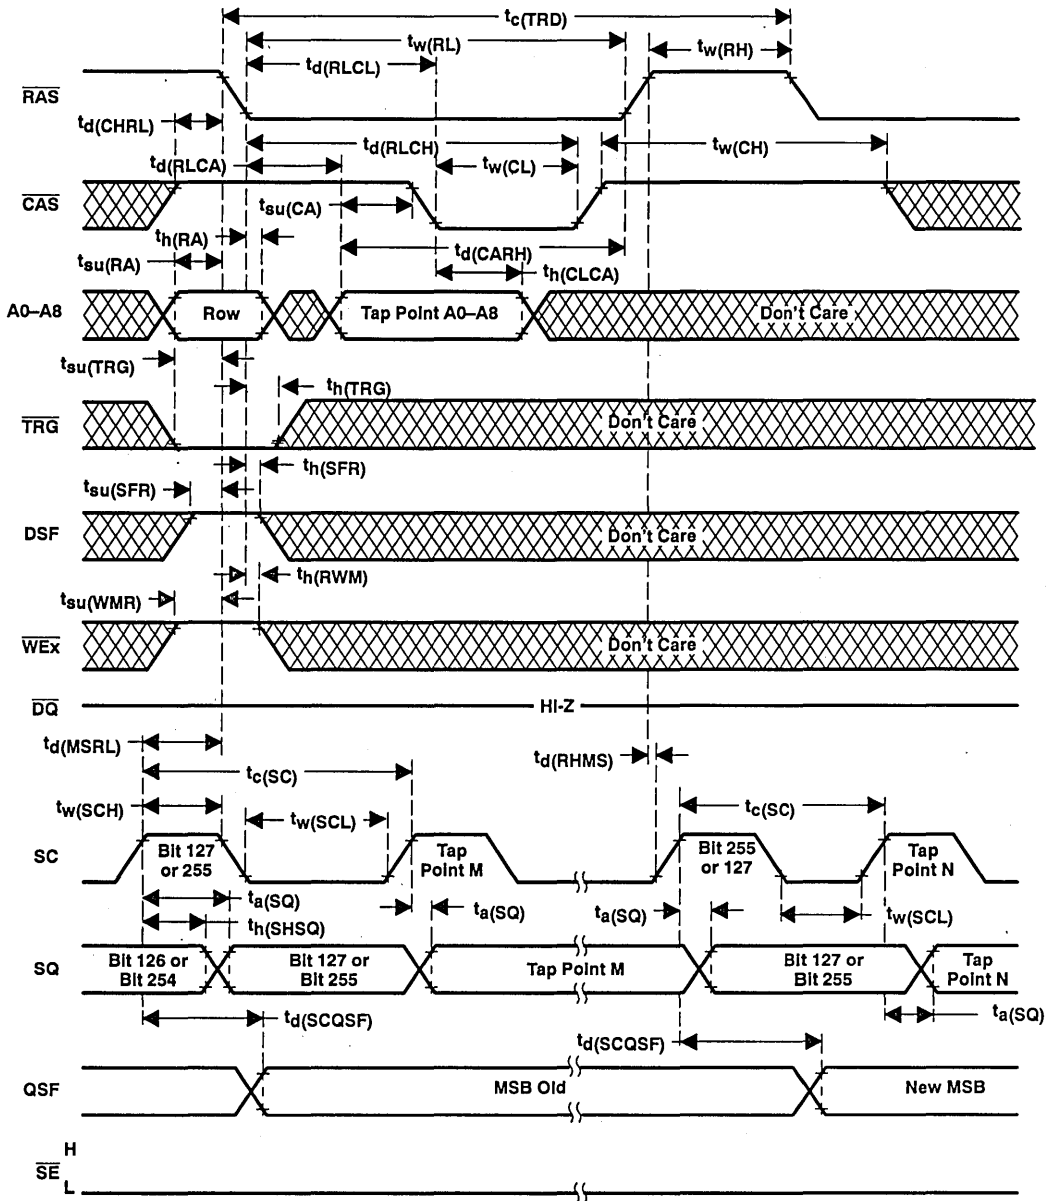 tc(TRD)
tw(RL)
tw(RH)
td(RLCL)
RAS
td(CHRL)
td(RLCH)
tw(CH)
td(RLCA)
tw(CL)
CAS
tsu(CA)
th(RA)
td(CARH)
tsu(RA)
th(CLCA)
A0–A8
Row
Tap Point A0–A8
Don't Care
tsu(TRG)
th(TRG)
TRG
Don't Care
th(SFR)
tsu(SFR)
DSF
Don't Care
th(RWM)
tsu(WMR)
WEx
Don't Care
DQ
HI-Z
td(MSRL)
td(RHMS)
tc(SC)
tw(SCH)
tc(SC)
tw(SCL)
SC
Bit 127
or 255
Tap
Point M
Bit 255
or 127
Tap
Point N
ta(SQ)
ta(SQ)
ta(SQ)
tw(SCL)
th(SHSQ)
SQ
Bit 126 or
Bit 254
Bit 127 or
Bit 255
Tap Point M
Bit 127 or
Bit 255
Tap
Point N
ta(SQ)
td(SCQSF)
td(SCQSF)
QSF
MSB Old
New MSB
H
SE
L